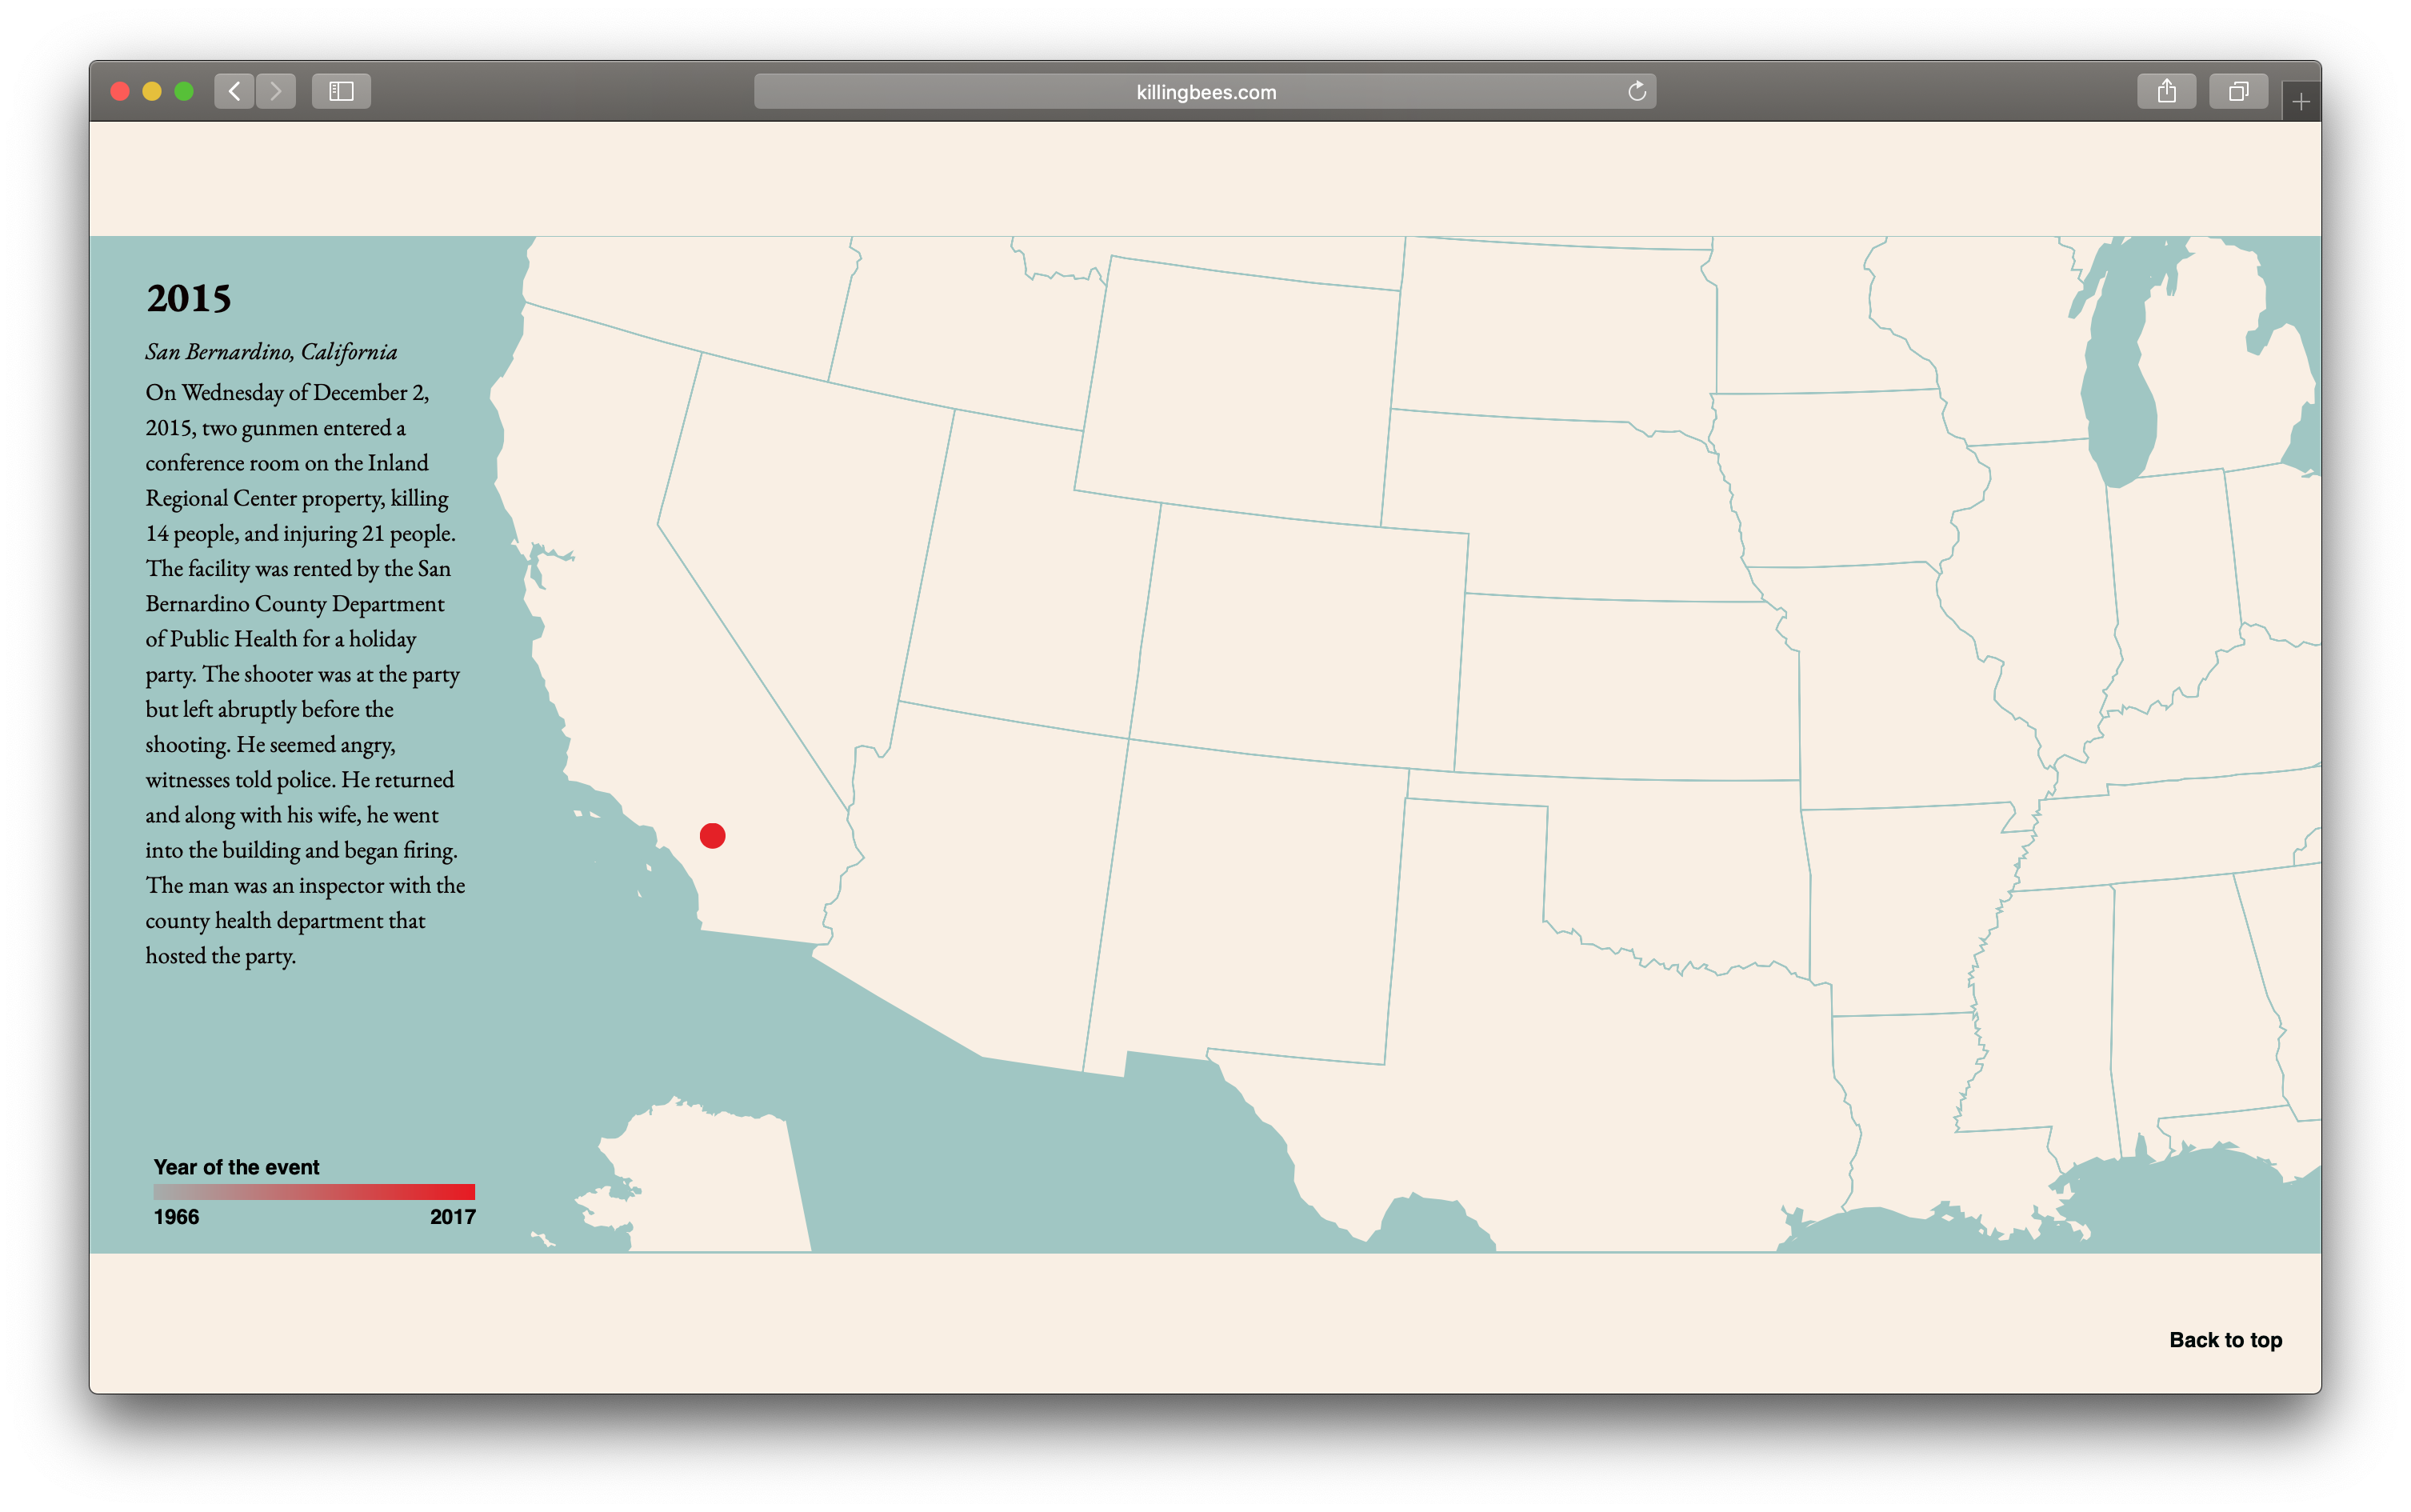 killingbees.com
2015
San Bernardino, California
On Wednesday of December 2,
2015, two gunmen entered a
conference room on the Inland
Regional Center property, killing
14 people, and injuring 21 people.
The facility was rented by the San
Bernardino County Department
of Public Health for a holiday
party. The shooter was at the party
but left abruptly before the
shooting. He seemed angry,
witnesses told police. He returned
and along with his wife, he went
into the building and began firing.
The man was an inspector with the
county health department that
hosted the party.
Year of the event
1966 2017
Back to top